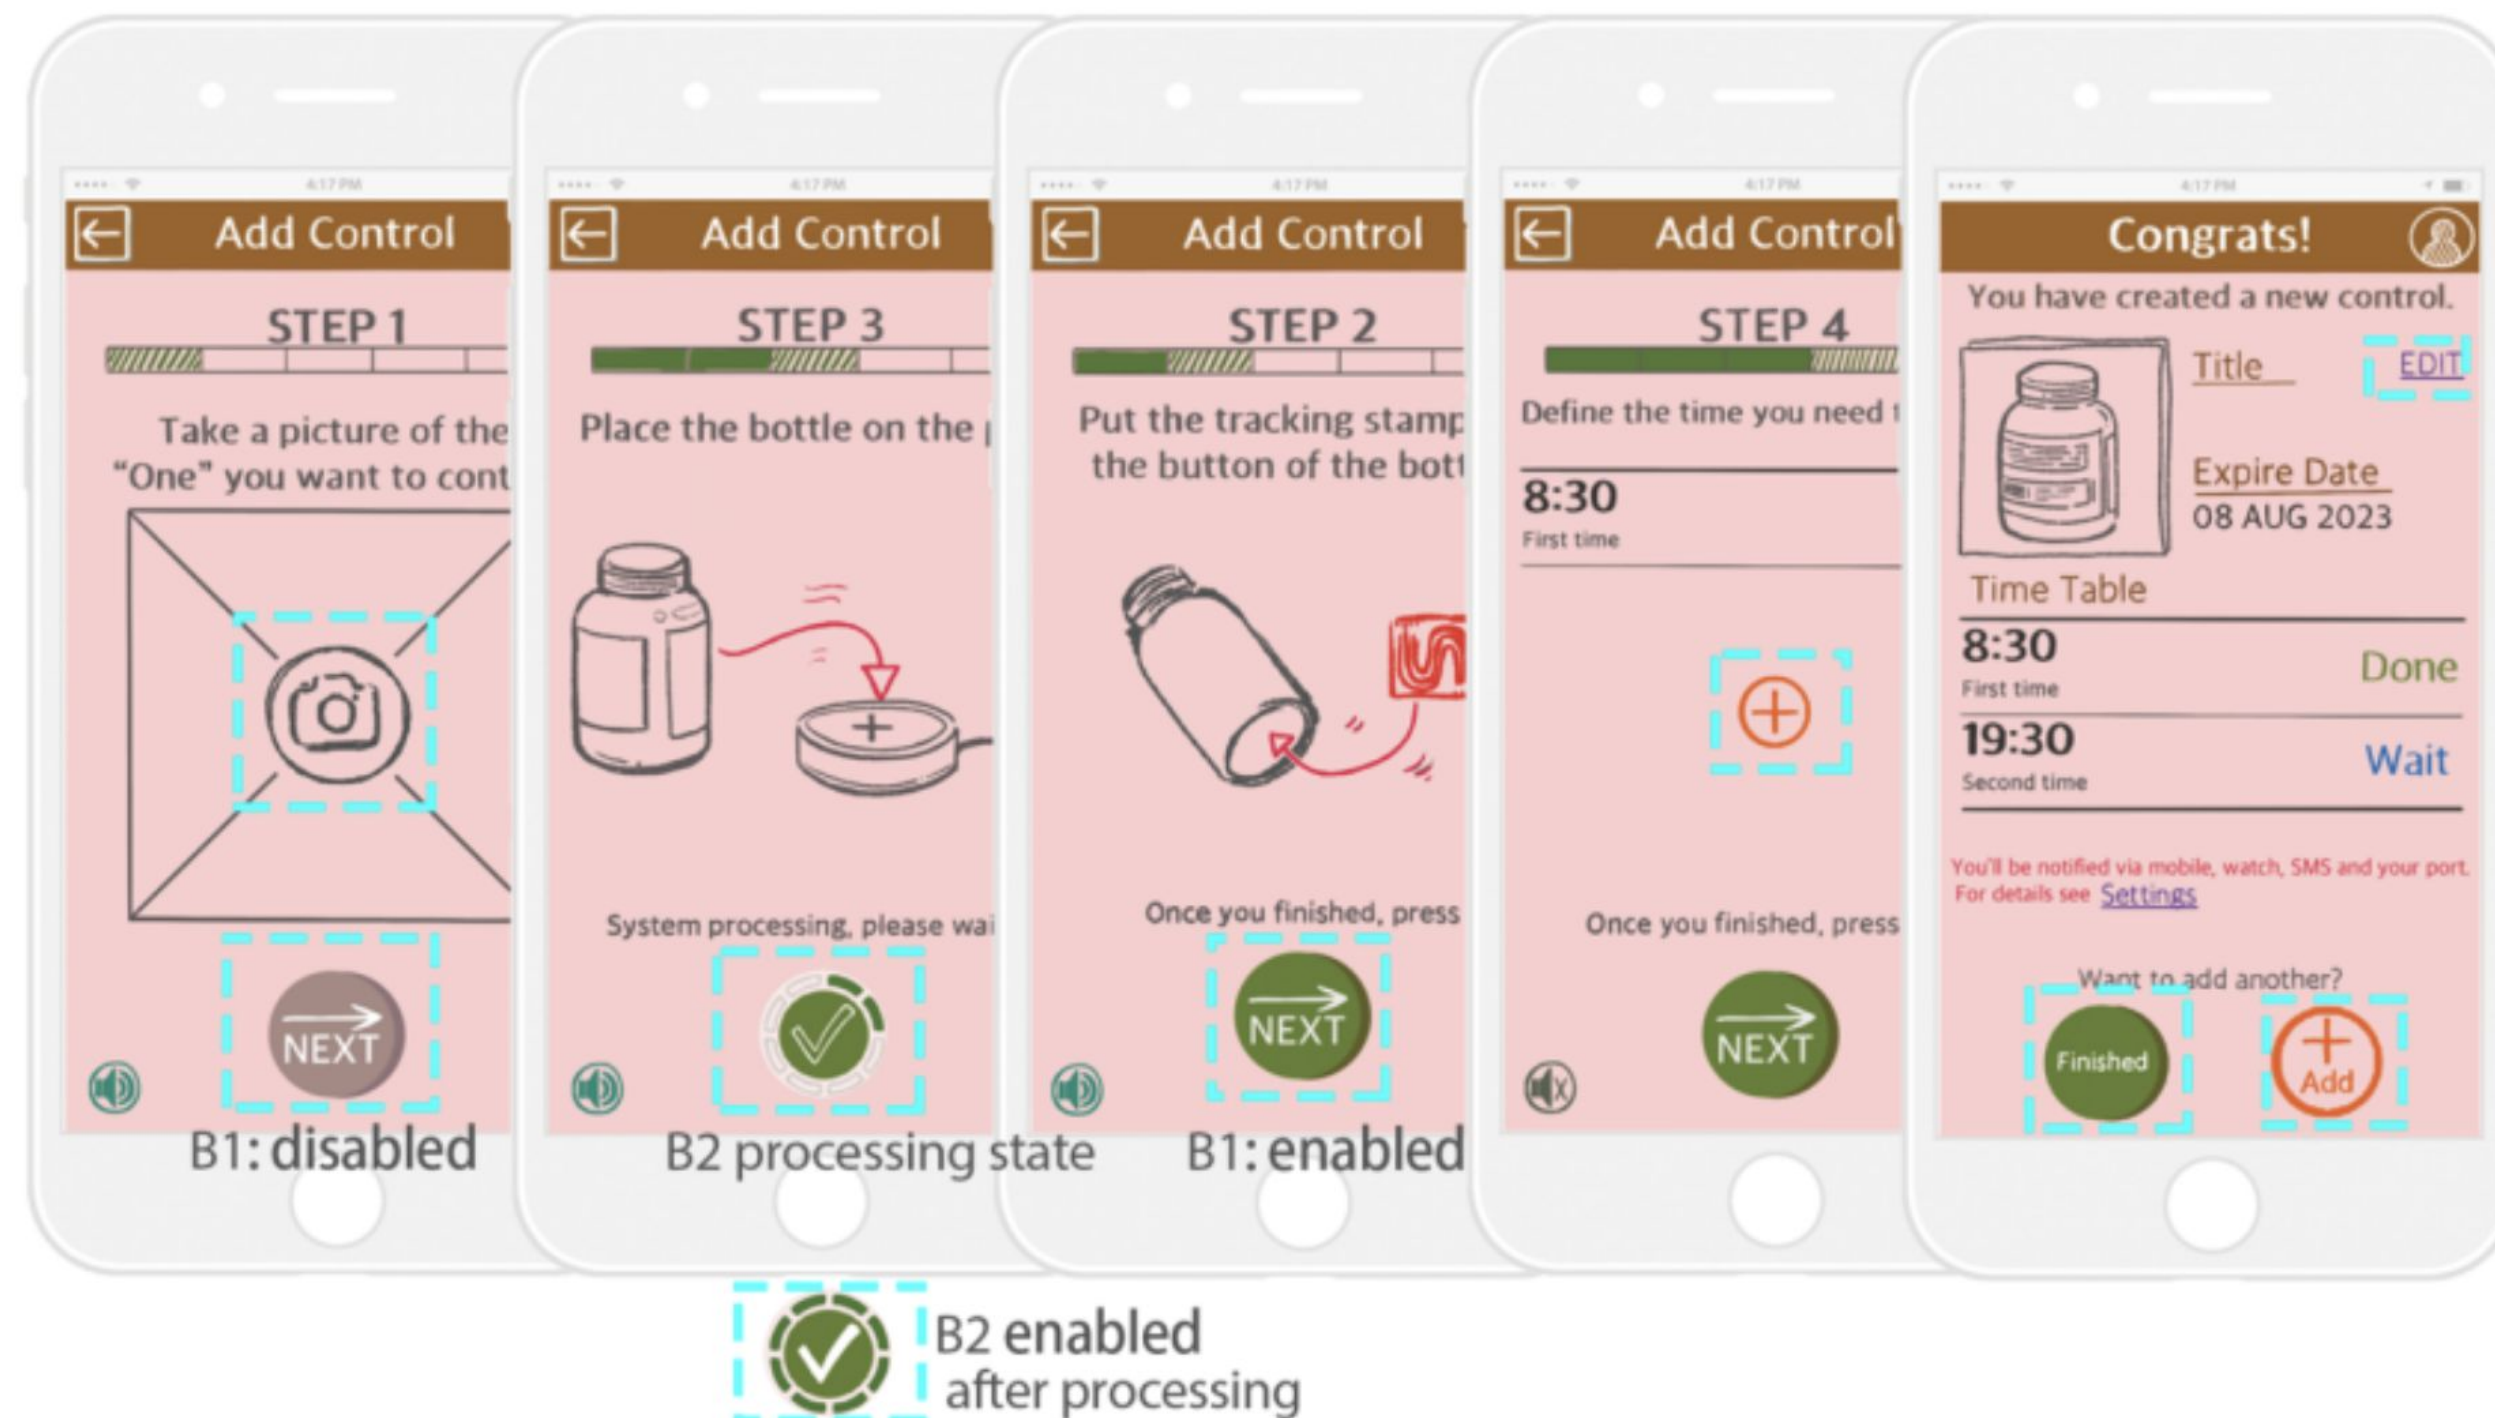 4:17 PM
Add Control
STEP 1
Take a picture of the
“One” you want to cont
NEXT
B1: disabled
4:17 PM
Add Control
STEP 3
Place the bottle on the
System processing, please wai
B2 processing state
B2 enabled
after processing
4:17 PM
Add Control
STEP 2
Put the tracking stamp
the button of the bott
Once you finished, press
NEXT
B1: enabled
4:17 PM
Add Control
STEP 4
Define the time you need t
8:30
First time
Once you finished, press
NEXT
4:17 PM
Congrats!
You have created a new control.
Title
EDIT
Expire Date
08 AUG 2023
Time Table
8:30
First time
Done
19:30
Second time
Wait
You'll be notified via mobile, watch, SMS and your port.
For details see Settings
Want to add another?
Finished
Add